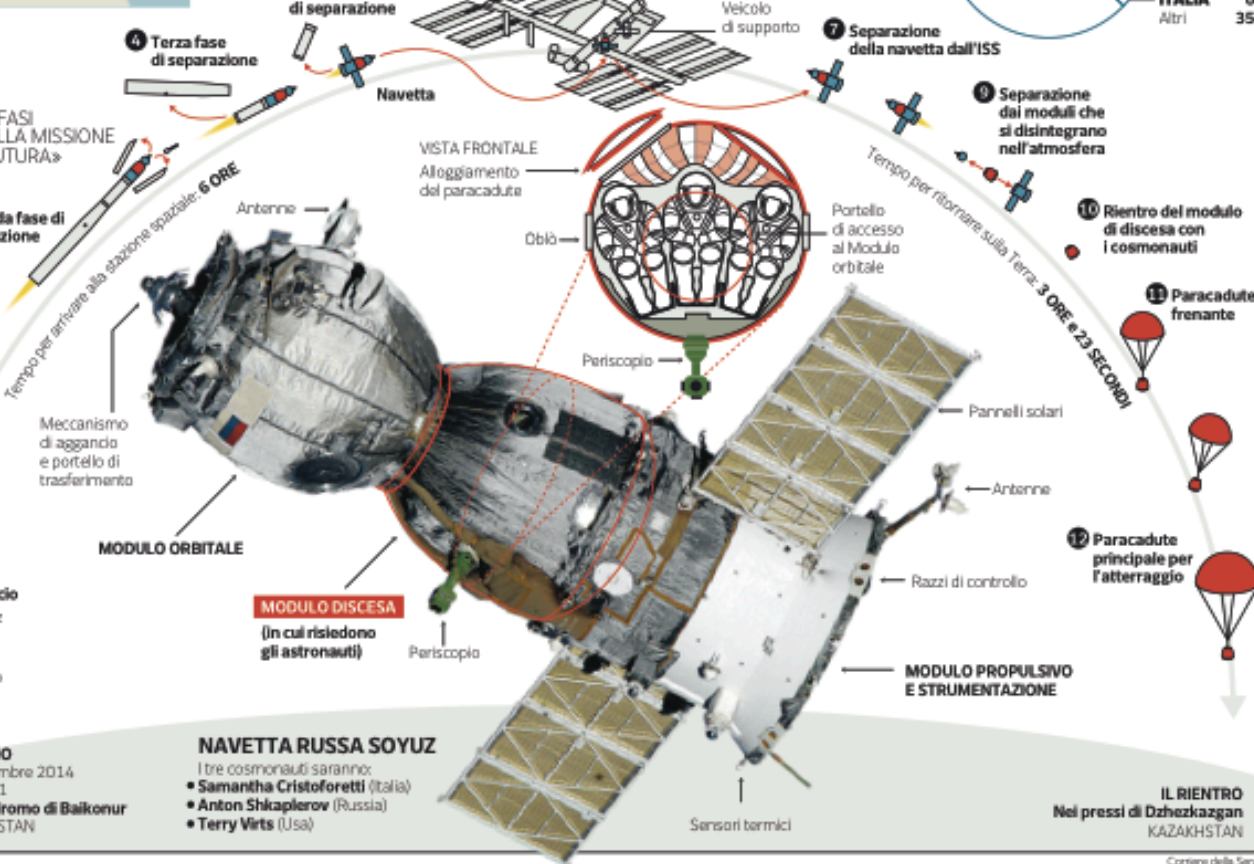 di separazione
4 Terza fase
di separazione
Navetta
Veicolo
di supporto
7 Separazione
della navetta dall'ISS
ITALIA
Altri 35
9 Separazione
dai moduli che
si disintegrano
nell'atmosfera
FASI
LLA MISSIONE
UTURA»
da fase di
zione
Tempo per arrivare alla stazione spaziale: 6 ORE
VISTA FRONTALE
Alloggiamento
del paracadute
Oblò
Portello
di accesso
al Modulo
orbitale
Periscopio
Tempo per ritornare sulla Terra: 3 ORE e 23 SECONDI
10 Rientro del modulo
di discesa con
i cosmonauti
11 Paracadute
frenante
12 Paracadute
principale per
l'atterraggio
Antenne
Meccanismo
di aggancio
e portello di
trasferimento
MODULO ORBITALE
MODULO DISCESA
(in cui risiedono
gli astronauti)
Periscopio
Pannelli solari
Antenne
Razzi di controllo
MODULO PROPULSIVO
E STRUMENTAZIONE
Sensori termici
cio
O
mbre 2014
1
romo di Baikonur
STAN
NAVETTA RUSSA SOYUZ
I tre cosmonauti saranno:
• Samantha Cristoforetti (Italia)
• Anton Shkaplerov (Russia)
• Terry Virts (Usa)
IL RIENTRO
Nei pressi di Dzhezkazgan
KAZAKHSTAN
Corriere della Ser